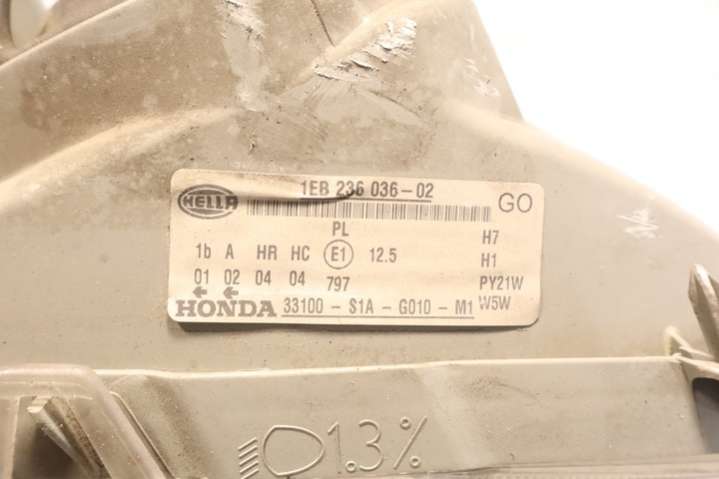 HELLA 1EB 236 036-02 GO
PL
1b A HR HC E1 12.5 H7
H1
01 02 04 04 797 PY21W
HONDA 33100 - S1A - G010 - M1 W5W
1.3%